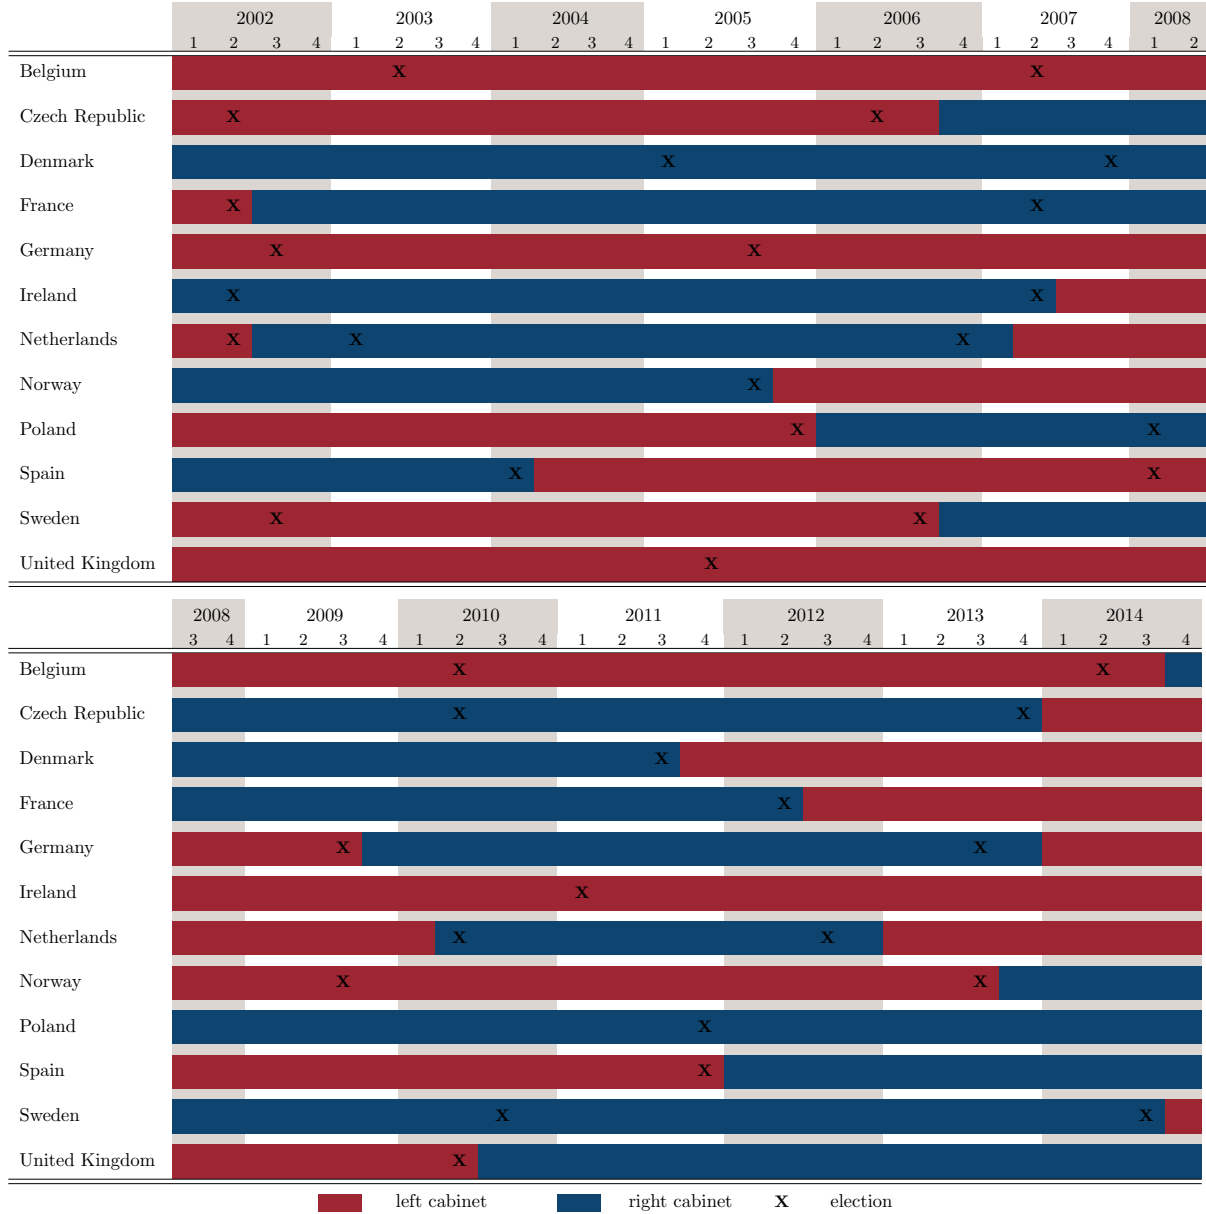 2002 2003 2004 2005 2006 2007 2008
1 2 3 4 1 2 3 4 1 2 3 4 1 2 3 4 1 2 3 4 1 2 3 4 1 2
Belgium X X
Czech Republic X X
Denmark X X
France X X
Germany X X
Ireland X X
Netherlands X X X
Norway X
Poland X X
Spain X X
Sweden X X
United Kingdom X
2008 2009 2010 2011 2012 2013 2014
3 4 1 2 3 4 1 2 3 4 1 2 3 4 1 2 3 4 1 2 3 4 1 2 3 4
Belgium X X
Czech Republic X X
Denmark X
France X
Germany X X
Ireland X
Netherlands X X
Norway X X
Poland X
Spain X
Sweden X X
United Kingdom X
left cabinet right cabinet X election